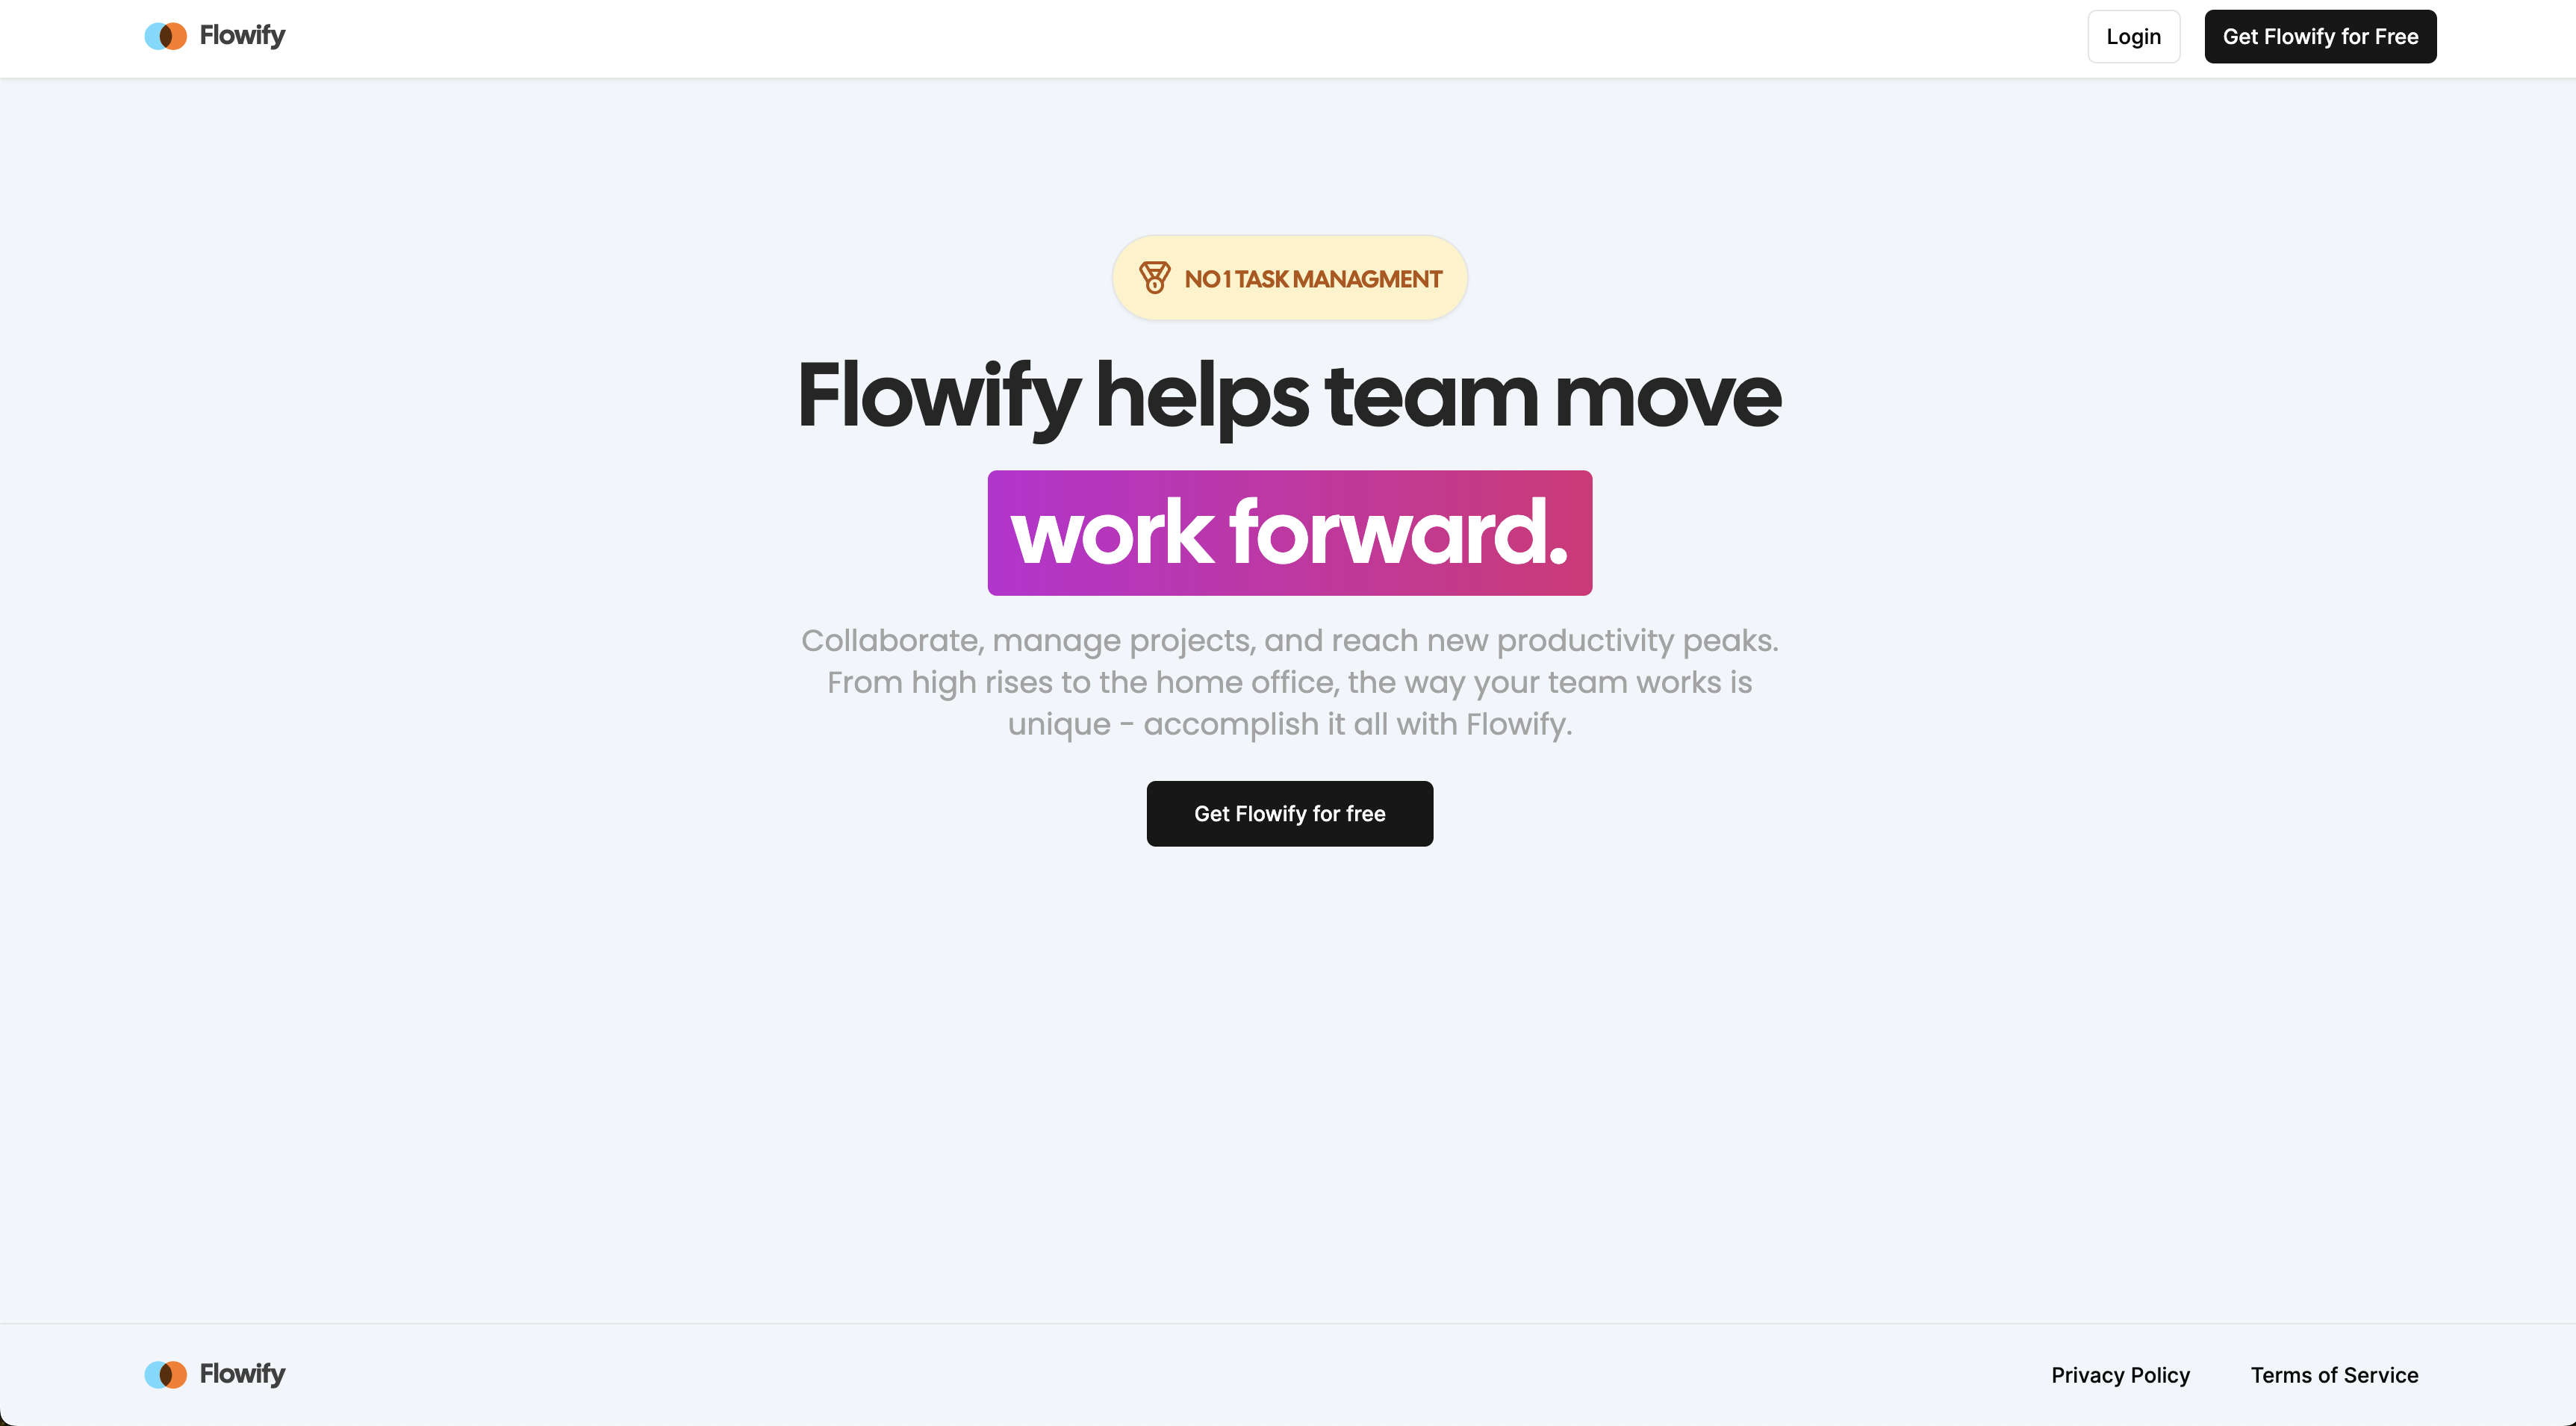 Flowify
Login
Get Flowify for Free
NO 1 TASK MANAGMENT
Flowify helps team move
work forward.
Collaborate, manage projects, and reach new productivity peaks.
From high rises to the home office, the way your team works is
unique - accomplish it all with Flowify.
Get Flowify for free
Flowify
Privacy Policy
Terms of Service